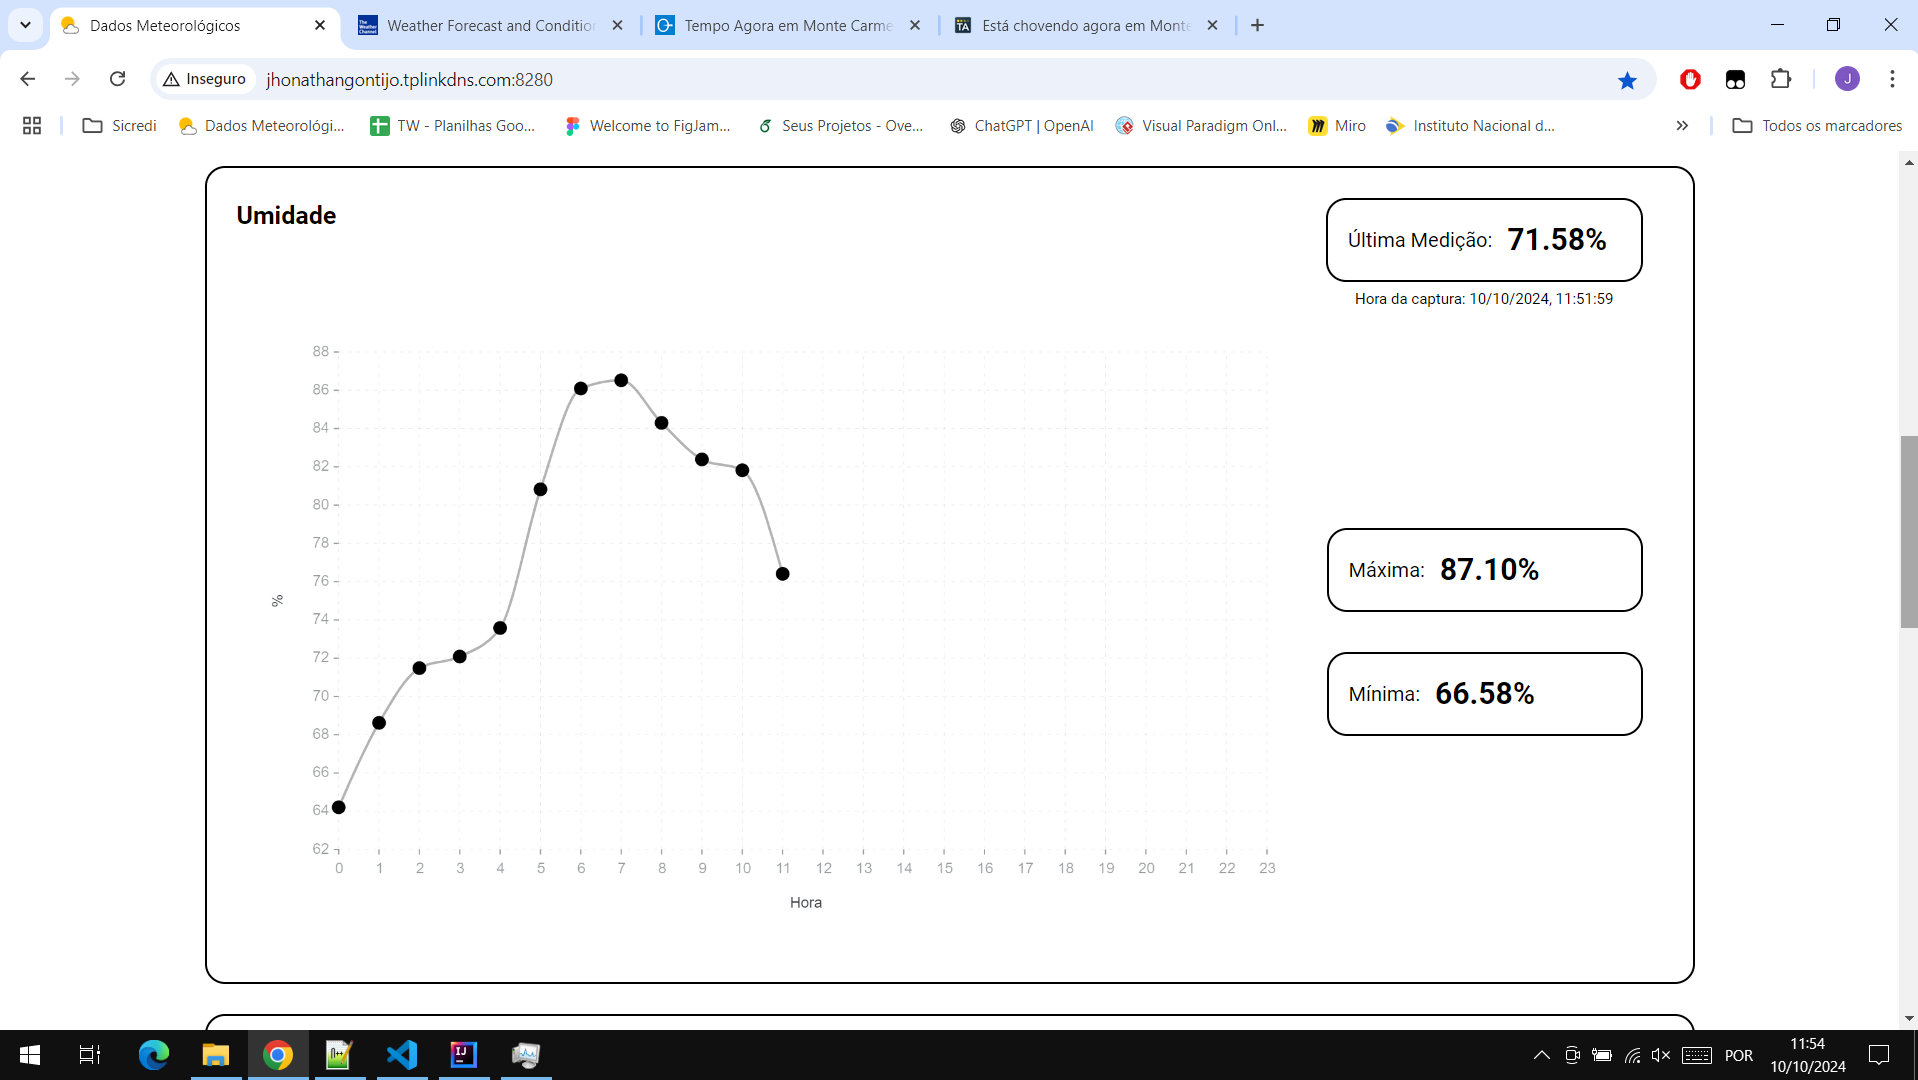 Dados Meteorológicos
Weather Forecast and Conditio
Tempo Agora em Monte Carme
Está chovendo agora em Monte
Inseguro
jhonathangontijo.tplinkdns.com:8280
J
Sicredi
Dados Meteorológi...
TW - Planilhas Goo...
Welcome to FigJam...
Seus Projetos - Ove...
ChatGPT | OpenAI
Visual Paradigm Onl...
Miro
Instituto Nacional d...
Todos os marcadores
Umidade
Última Medição: 71.58%
Hora da captura: 10/10/2024, 11:51:59
88
86
84
82
80
78
76
74
72
70
68
66
64
62
%
0 1 2 3 4 5 6 7 8 9 10 11 12 13 14 15 16 17 18 19 20 21 22 23
Hora
Máxima: 87.10%
Mínima: 66.58%
POR
11:54
10/10/2024